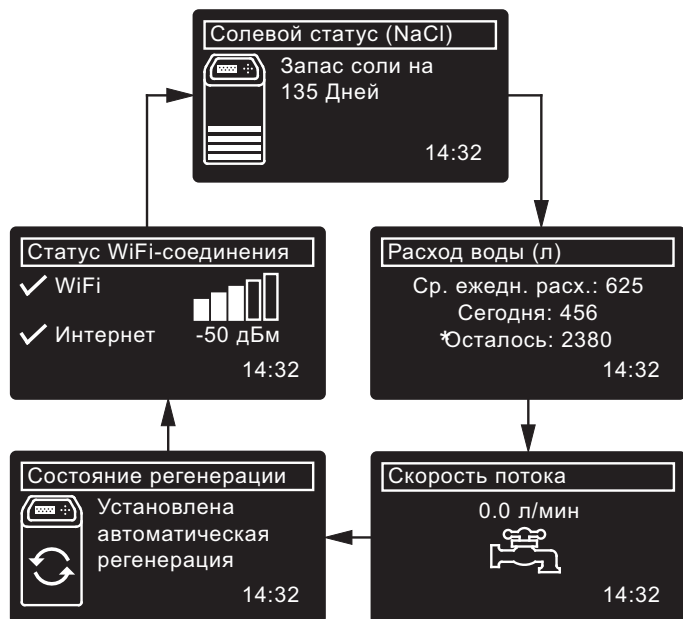 Солевой статус (NaCl)
Запас соли на
135 Дней
14:32
Статус WiFi-соединения
WiFi
Интернет
-50 дБм
14:32
Расход воды (л)
Ср. ежедн. расх.: 625
Сегодня: 456
*Осталось: 2380
14:32
Состояние регенерации
Установлена
автоматическая
регенерация
14:32
Скорость потока
0.0 л/мин
14:32